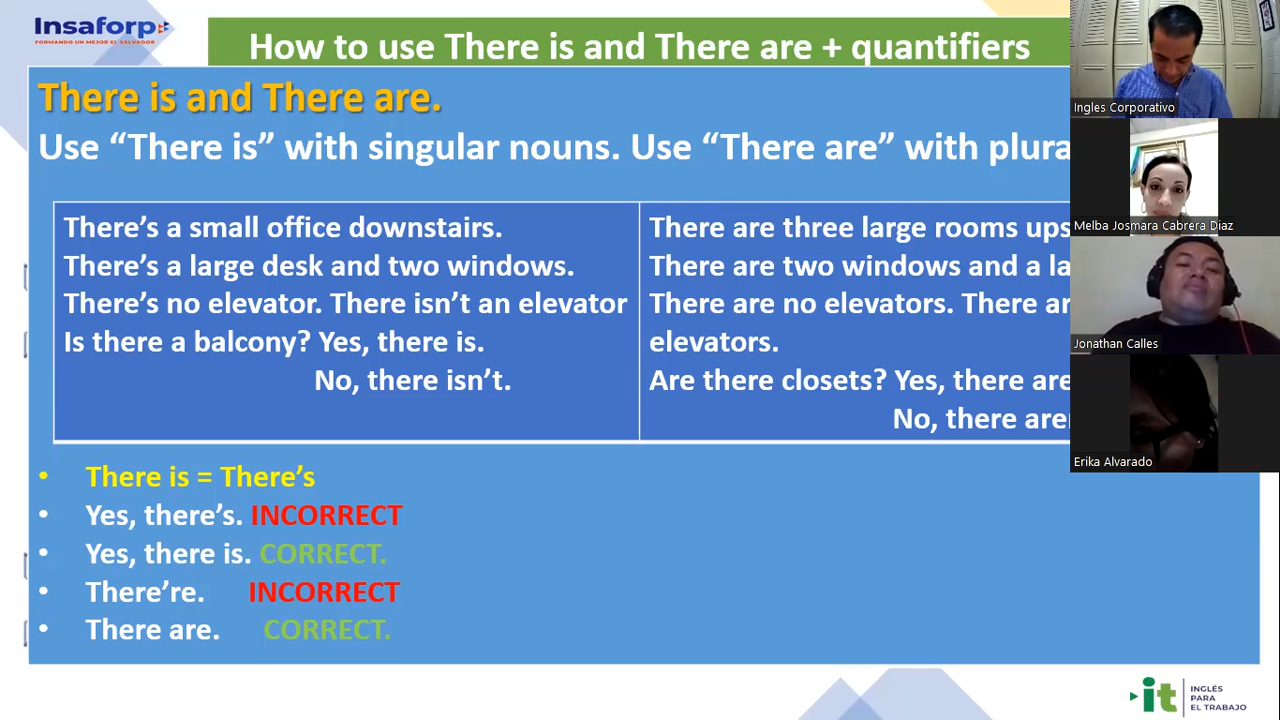 Insaforp
FORMANDO UN MEJOR EL SALVADOR
How to use There is and There are + quantifiers
There is and There are.
Use “There is” with singular nouns. Use “There are” with plura
There’s a small office downstairs.
There’s a large desk and two windows.
There’s no elevator. There isn’t an elevator
Is there a balcony? Yes, there is.
No, there isn’t.
There are three large rooms ups
There are two windows and a la
There are no elevators. There ar
elevators.
Are there closets? Yes, there are
No, there are
• There is = There’s
• Yes, there’s. INCORRECT
• Yes, there is. CORRECT.
• There’re. INCORRECT
• There are. CORRECT.
Ingles Corporativo
Melba Josmara Cabrera Diaz
Jonathan Calles
Erika Alvarado
it
INGLÉS
PARA
EL TRABAJO